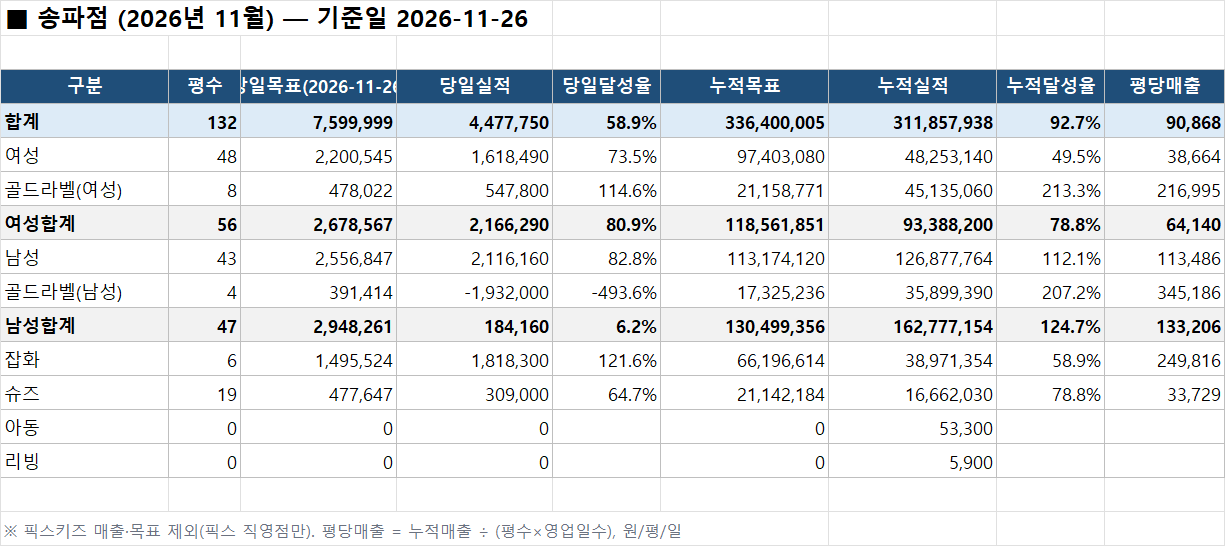 ■ 송파점 (2026년 11월) — 기준일 2026-11-26
구분 평수 당일목표(2026-11-26 당일실적 당일달성율 누적목표 누적실적 누적달성율 평당매출
합계 132 7,599,999 4,477,750 58.9% 336,400,005 311,857,938 92.7% 90,868
여성 48 2,200,545 1,618,490 73.5% 97,403,080 48,253,140 49.5% 38,664
골드라벨(여성) 8 478,022 547,800 114.6% 21,158,771 45,135,060 213.3% 216,995
여성합계 56 2,678,567 2,166,290 80.9% 118,561,851 93,388,200 78.8% 64,140
남성 43 2,556,847 2,116,160 82.8% 113,174,120 126,877,764 112.1% 113,486
골드라벨(남성) 4 391,414 -1,932,000 -493.6% 17,325,236 35,899,390 207.2% 345,186
남성합계 47 2,948,261 184,160 6.2% 130,499,356 162,777,154 124.7% 133,206
잡화 6 1,495,524 1,818,300 121.6% 66,196,614 38,971,354 58.9% 249,816
슈즈 19 477,647 309,000 64.7% 21,142,184 16,662,030 78.8% 33,729
아동 0 0 0 0 53,300
리빙 0 0 0 0 5,900
※ 픽스키즈 매출·목표 제외(픽스 직영점만). 평당매출 = 누적매출 ÷ (평수×영업일수), 원/평/일